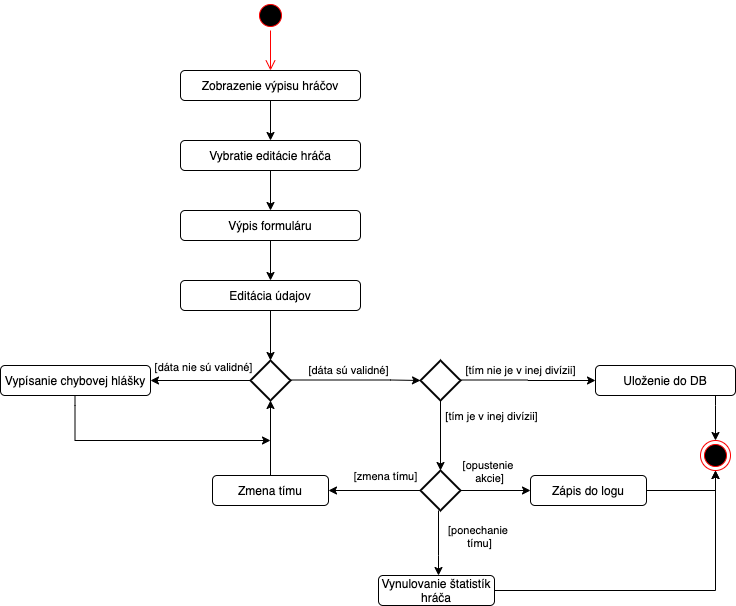 Zobrazenie výpisu hráčov
Vybratie editácie hráča
Výpis formuláru
Editácia údajov
[dáta nie sú validné]
[dáta sú validné]
[tím nie je v inej divízii]
Vypísanie chybovej hlášky
Uloženie do DB
[tím je v inej divízii]
[zmena tímu]
[opustenie
akcie]
Zmena tímu
Zápis do logu
[ponechanie
tímu]
Vynulovanie štatistík
hráča